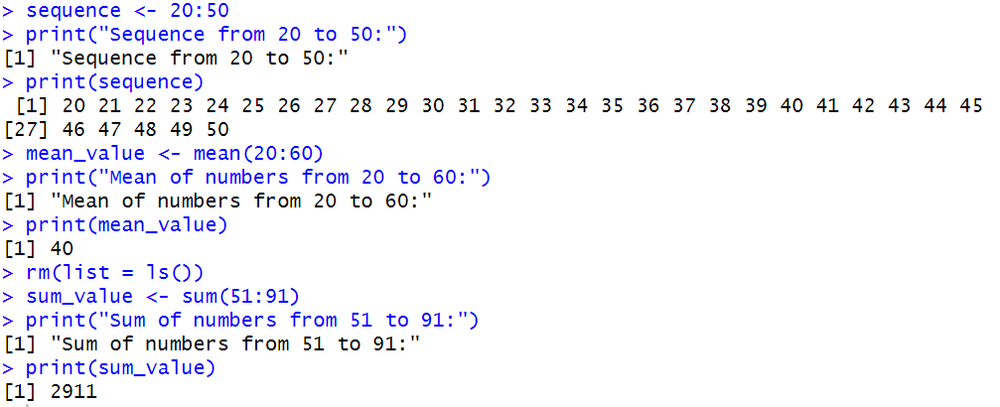 > sequence <- 20:50
> print("Sequence from 20 to 50:")
[1] "Sequence from 20 to 50:"
> print(sequence)
 [1] 20 21 22 23 24 25 26 27 28 29 30 31 32 33 34 35 36 37 38 39 40 41 42 43 44 45
[27] 46 47 48 49 50
> mean_value <- mean(20:60)
> print("Mean of numbers from 20 to 60:")
[1] "Mean of numbers from 20 to 60:"
> print(mean_value)
[1] 40
> rm(list = ls())
> sum_value <- sum(51:91)
> print("Sum of numbers from 51 to 91:")
[1] "Sum of numbers from 51 to 91:"
> print(sum_value)
[1] 2911